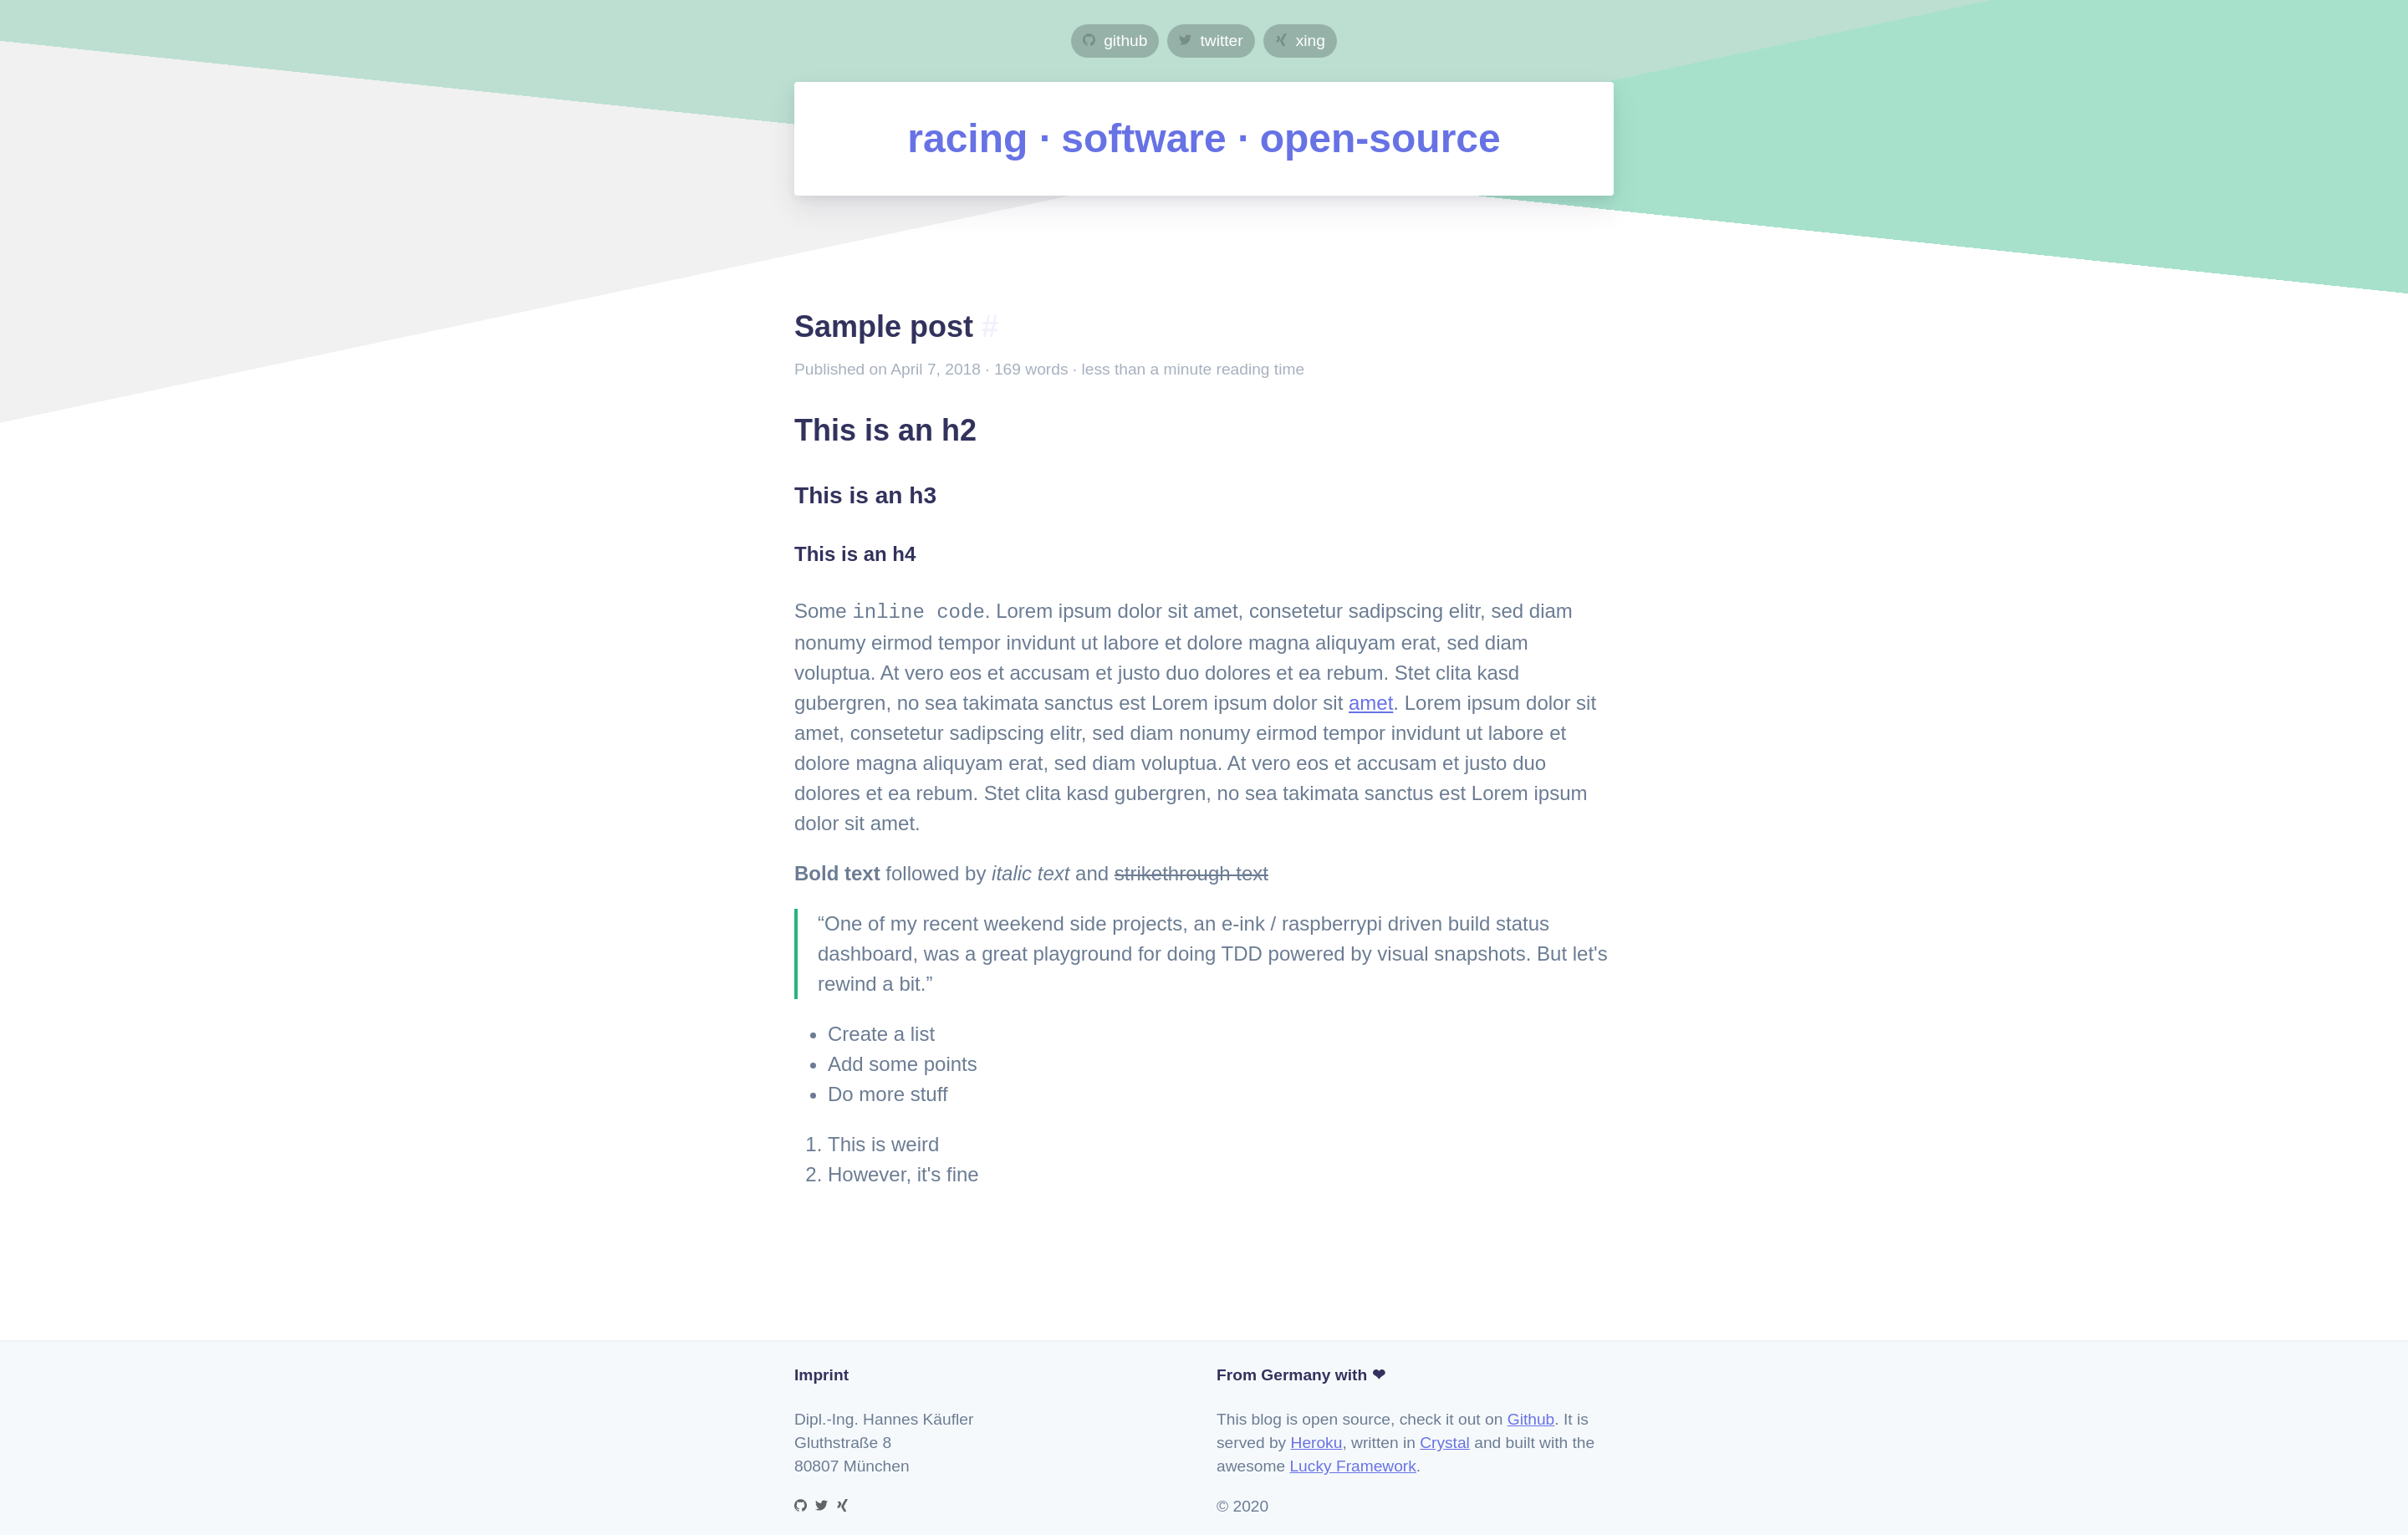 github twitter xing
racing · software · open-source
Sample post #
Published on April 7, 2018 · 169 words · less than a minute reading time
This is an h2
This is an h3
This is an h4
Some inline code. Lorem ipsum dolor sit amet, consetetur sadipscing elitr, sed diam
nonumy eirmod tempor invidunt ut labore et dolore magna aliquyam erat, sed diam
voluptua. At vero eos et accusam et justo duo dolores et ea rebum. Stet clita kasd
gubergren, no sea takimata sanctus est Lorem ipsum dolor sit amet. Lorem ipsum dolor sit
amet, consetetur sadipscing elitr, sed diam nonumy eirmod tempor invidunt ut labore et
dolore magna aliquyam erat, sed diam voluptua. At vero eos et accusam et justo duo
dolores et ea rebum. Stet clita kasd gubergren, no sea takimata sanctus est Lorem ipsum
dolor sit amet.
Bold text followed by italic text and strikethrough text
“One of my recent weekend side projects, an e-ink / raspberrypi driven build status
dashboard, was a great playground for doing TDD powered by visual snapshots. But let's
rewind a bit.”
• Create a list
• Add some points
• Do more stuff
1. This is weird
2. However, it's fine
Imprint
Dipl.-Ing. Hannes Käufler
Gluthstraße 8
80807 München
From Germany with ❤
This blog is open source, check it out on Github. It is
served by Heroku, written in Crystal and built with the
awesome Lucky Framework.
© 2020